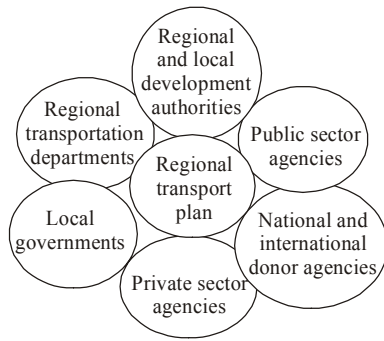 Regional
and local
development
authorities
Regional
transportation
departments
Public sector
agencies
Regional
transport
plan
Local
governments
National and
international
donor agencies
Private sector
agencies